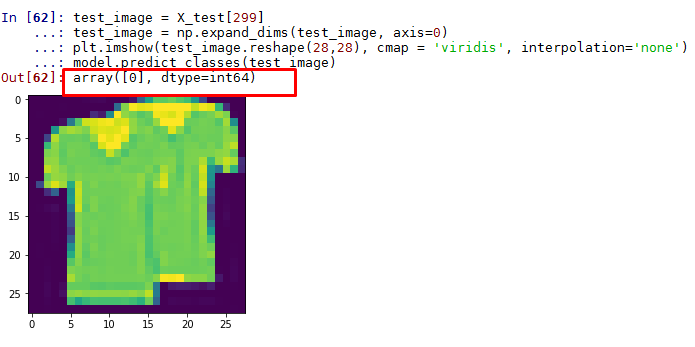 In [62]: test_image = X_test[299]
...: test_image = np.expand_dims(test_image, axis=0)
...: plt.imshow(test_image.reshape(28,28), cmap = 'viridis', interpolation='none')
...: model.predict_classes(test_image)
Out[62]: array([0], dtype=int64)
0
5
10
15
20
25
0 5 10 15 20 25